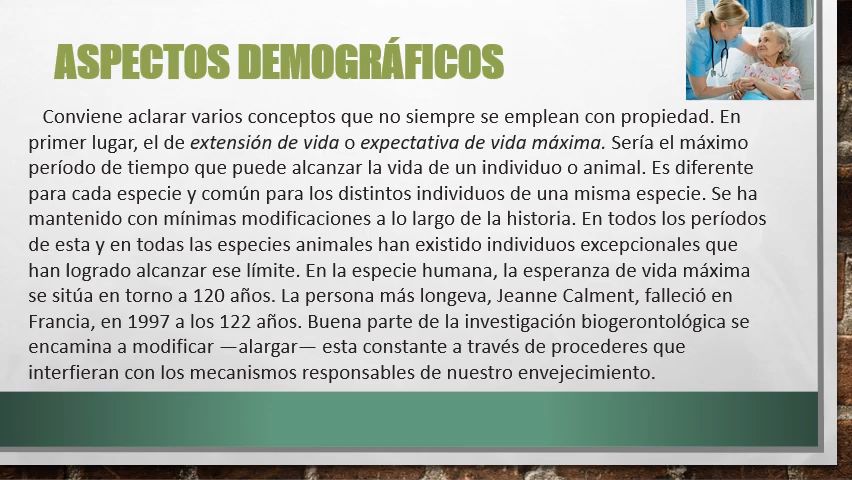 ASPECTOS DEMOGRÁFICOS
Conviene aclarar varios conceptos que no siempre se emplean con propiedad. En
primer lugar, el de extensión de vida o expectativa de vida máxima. Sería el máximo
período de tiempo que puede alcanzar la vida de un individuo o animal. Es diferente
para cada especie y común para los distintos individuos de una misma especie. Se ha
mantenido con mínimas modificaciones a lo largo de la historia. En todos los períodos
de esta y en todas las especies animales han existido individuos excepcionales que
han logrado alcanzar ese límite. En la especie humana, la esperanza de vida máxima
se sitúa en torno a 120 años. La persona más longeva, Jeanne Calment, falleció en
Francia, en 1997 a los 122 años. Buena parte de la investigación biogerontológica se
encamina a modificar —alargar— esta constante a través de procederes que
interfieran con los mecanismos responsables de nuestro envejecimiento.